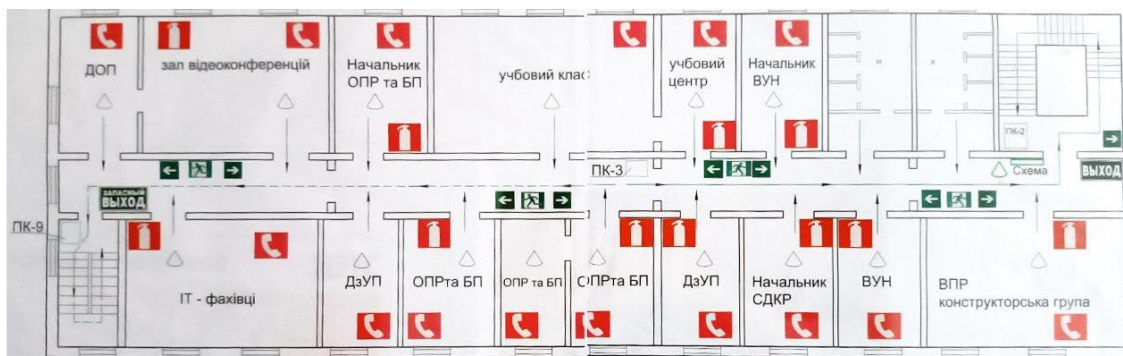 ДОП
зал відеоконференцій
Начальник
ОПР та БП
учбовий клас
учбовий
центр
Начальник
ВУН
м
ж
ПК-2
ПК-3
Схема
ВЫХОД
ЗАПАСНЫЙ
ВЫХОД
ПК-9
ІТ - фахівці
ДзУП
ОПРта БП
ОПР та БП
ОПРта БП
ДзУП
Начальник
СДКР
ВУН
ВПР
конструкторська група